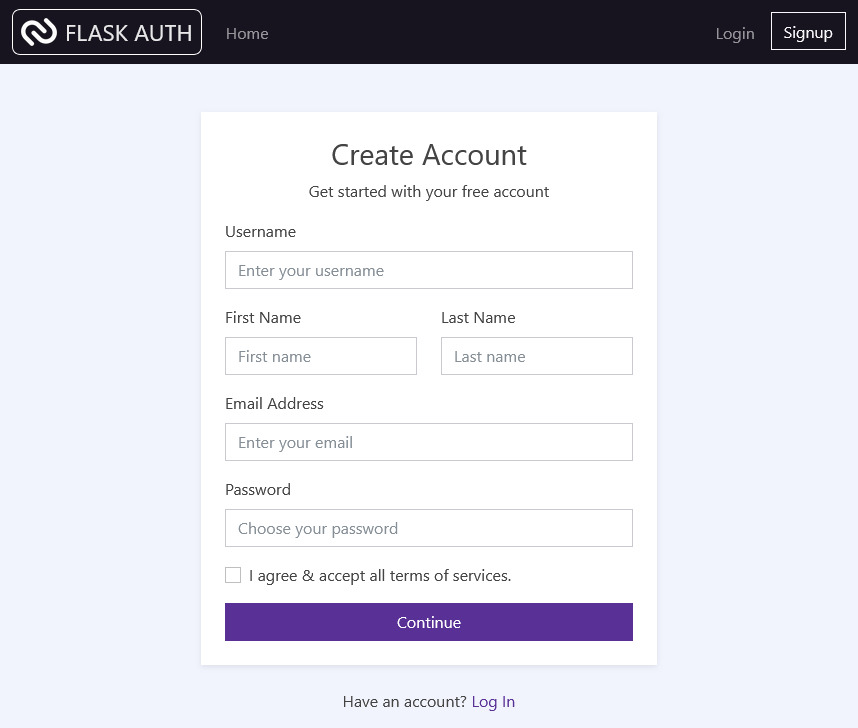 FLASK AUTH Home Login Signup
Create Account
Get started with your free account
Username
Enter your username
First Name Last Name
First name Last name
Email Address
Enter your email
Password
Choose your password
I agree & accept all terms of services.
Continue
Have an account? Log In